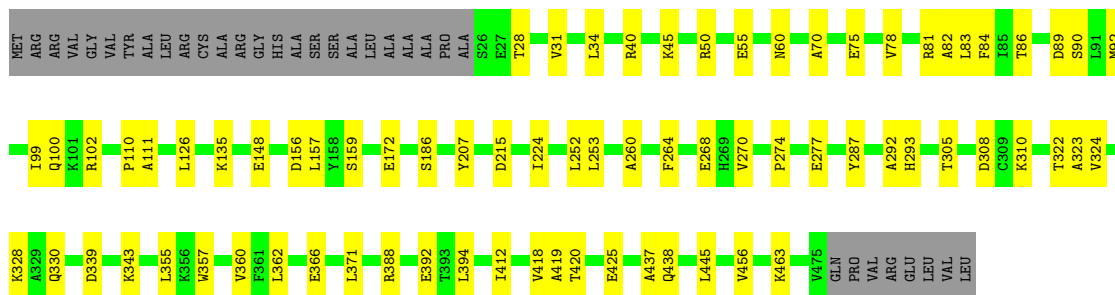 MET ARG ARG VAL GLY VAL TYR ALA LEU ARG CYS ALA ARG GLY HIS ALA SER SER ALA LEU ALA ALA ALA PRO ALA S26 E27 T28 V31 L34 R40 K45 R50 E55 N60 A70 E75 V78 R81 A82 L83 F84 I85 T86 D89 S90 L91
I99 Q100 K101 R102 P110 A111 L126 K135 E148 D156 L157 Y158 S159 E172 S186 Y207 D215 I224 L252 L253 A260 F264 E268 H269 V270 P274 E277 Y287 A292 H293 T305 D308 C309 K310 T322 A323 V324
K328 A329 Q330 D339 K343 L355 K356 W357 V360 F361 L362 E366 L371 R388 E392 T393 L394 I412 V418 A419 T420 E425 A437 Q438 L445 V456 K463 V475 GLN PRO VAL ARG GLU LEU VAL LEU